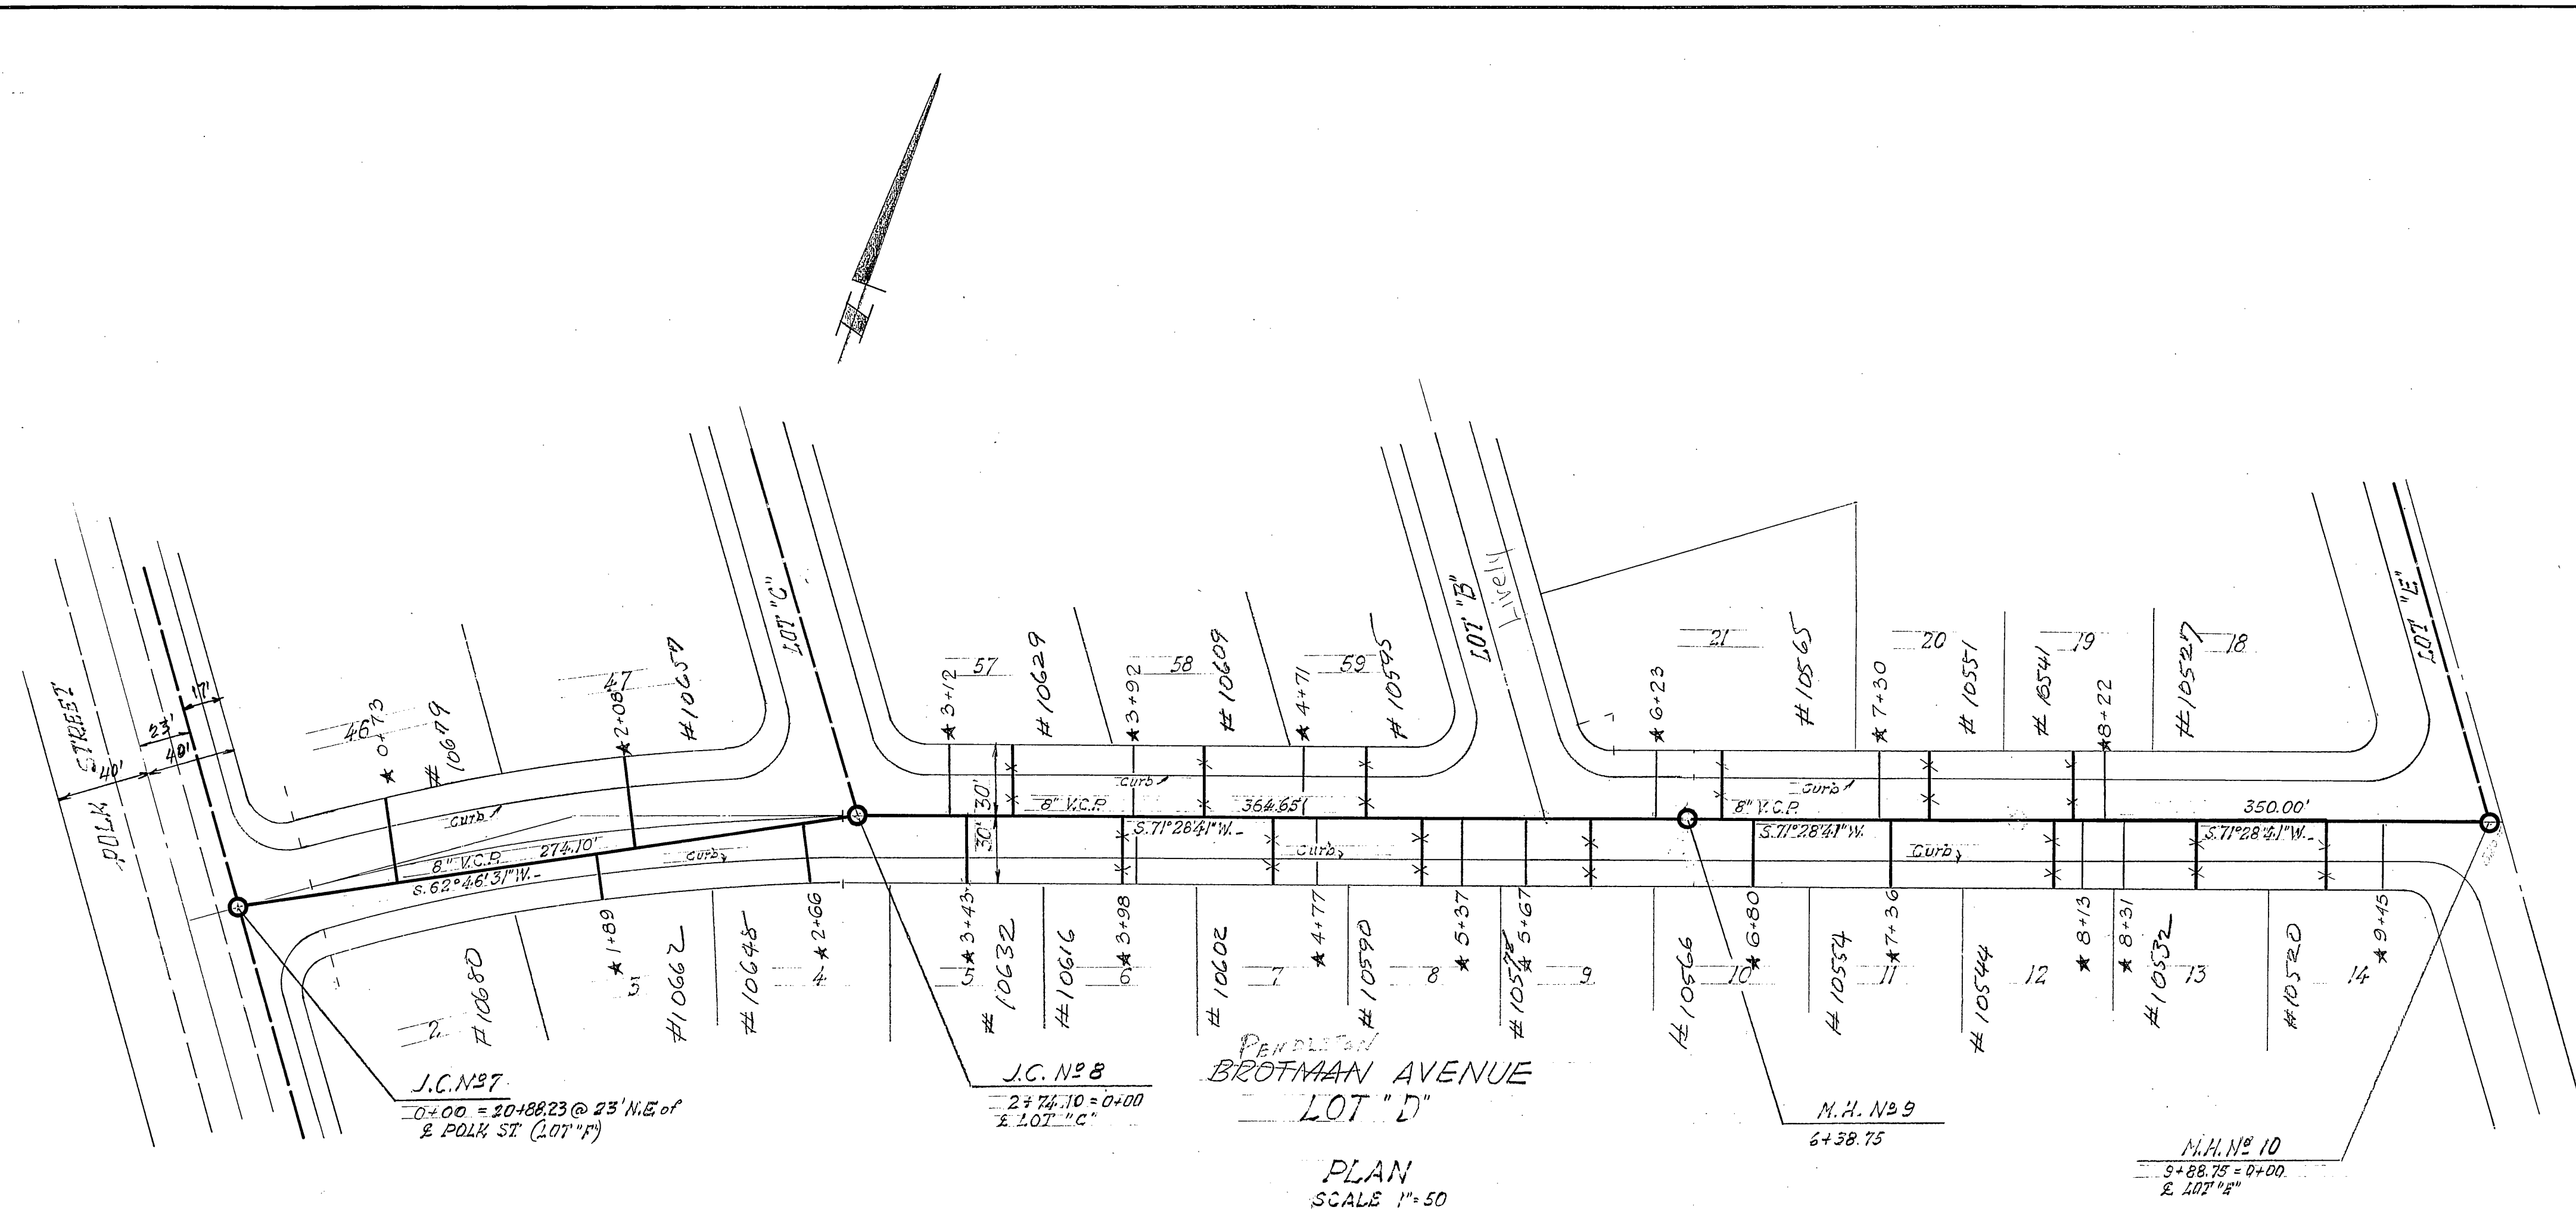 POLK STREET
40'
40'
23'
17'
46
★ 0+73
# 10679
47
★ 2+08
# 10657
LOT "C"
★ 3+12
57
# 10629
★ 3+92
58
# 10609
★ 4+71
59
# 10595
LOT "B"
Lively
★ 6+23
21
# 10565
★ 7+30
20
# 10551
# 10541
19
★ 8+22
# 10527
18
LOT "E"
Curb
8" V.C.P. 274.10'
S.62°46'31"W.
Curb
30'
30'
8" V.C.P.
Curb
364.65'
S.71°28'41"W.
Curb
8" V.C.P.
Curb
350.00'
S.71°28'41"W.
Curb
S.71°28'41"W.
2
# 10680
★ 1+89
3
# 10662
# 10648
4
★ 2+66
5
★ 3+43
# 10632
# 10616
6
★ 3+98
# 10602
7
★ 4+77
# 10590
8
★ 5+37
# 10578
★ 5+67
9
# 10566
10
★ 6+80
# 10554
11
★ 7+36
# 10544
12
★ 8+13
★ 8+31
# 10532
13
# 10520
14
★ 9+45
J.C. Nº 7
0+00 = 20+88.23 @ 23' N.E. of
℄ POLK ST. (LOT "F")
J.C. Nº 8
2+74.10 = 0+00
℄ LOT "C"
PENDLETON
BROTMAN AVENUE
LOT "D"
M.H. Nº 9
6+38.75
M.H. Nº 10
9+88.75 = 0+00
℄ LOT "E"
PLAN
SCALE 1"=50